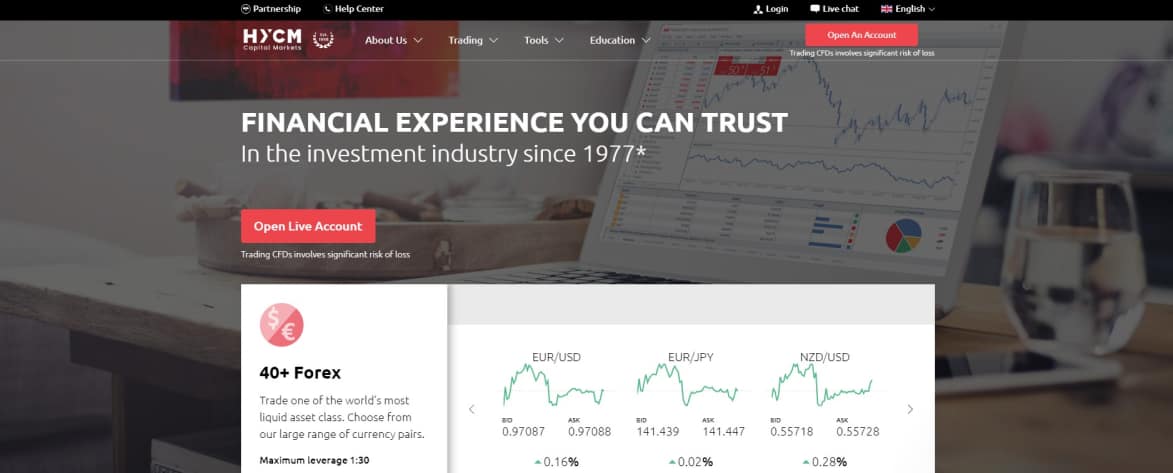 Partnership
Help Center
Login
Live chat
English
HYCM
Capital Markets
About Us
Trading
Tools
Education
Open An Account
Trading CFDs involves significant risk of loss
FINANCIAL EXPERIENCE YOU CAN TRUST
In the investment industry since 1977*
Open Live Account
Trading CFDs involves significant risk of loss
$
€
40+ Forex
Trade one of the world's most
liquid asset class. Choose from
our large range of currency pairs.
Maximum leverage 1:30
EUR/USD
BID ASK
0.97087 0.97088
0.16%
EUR/JPY
BID ASK
141.439 141.447
0.02%
NZD/USD
BID ASK
0.55718 0.55728
0.28%